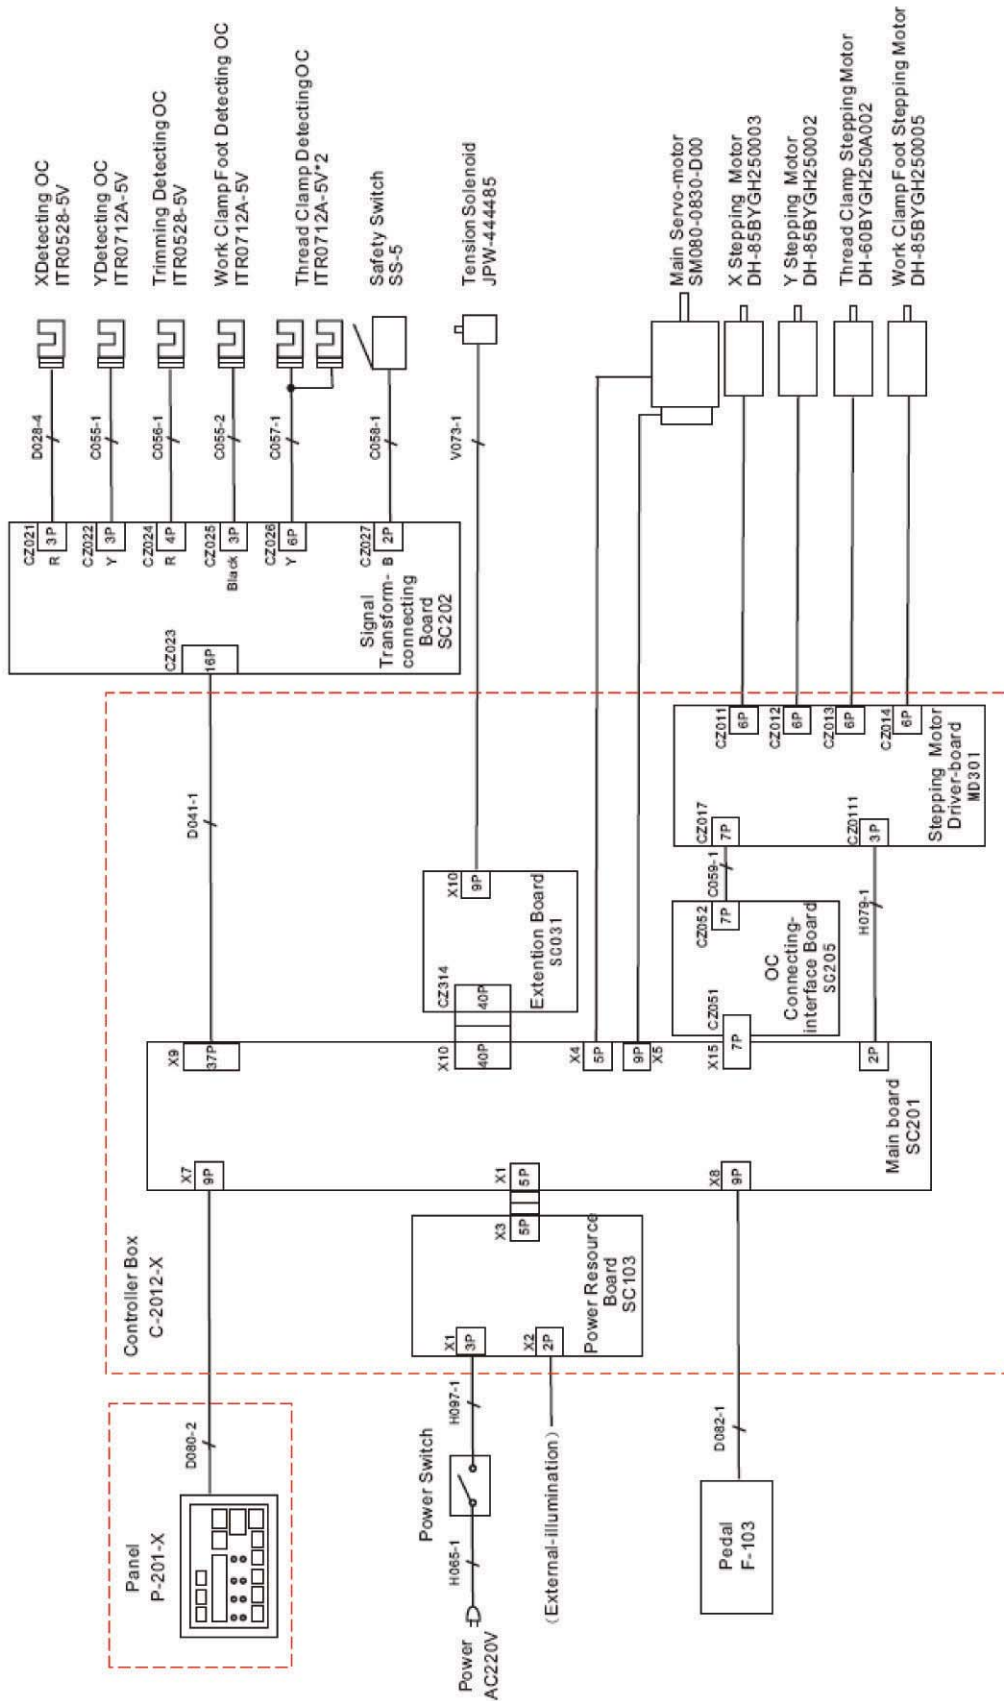 Panel
P-201-X
D080-2
Controller Box
C-2012-X
X7
9P
Power
AC220V
H065-1
Power Switch
H097-1
(External-illumination)
X1
3P
X2
2P
Power Resource
Board
SC103
X3
5P
X1
5P
Pedal
F-103
D082-1
X8
9P
Main board
SC201
X9
37P
X10
40P
X4
5P
9P
X5
X15
7P
2P
D041-1
CZ314
40P
Extention Board
SC031
X10
9P
CZ051
OC
Connecting-
interface Board
SC205
CZ052
7P
C059-1
H079-1
CZ017
7P
CZ0111
3P
Stepping Motor
Driver-board
MD301
CZ011
6P
CZ012
6P
CZ013
6P
CZ014
6P
CZ023
16P
Signal
Transform-
connecting
Board
SC202
CZ021
R 3P
CZ022
Y 3P
CZ024
R 4P
CZ025
Black 3P
CZ026
Y 6P
CZ027
B 2P
D028-4
C055-1
C056-1
C055-2
C057-1
C058-1
V073-1
XDetecting OC
ITR0528-5V
YDetecting OC
ITR0712A-5V
Trimming Detecting OC
ITR0528-5V
Work Clamp Foot Detecting OC
ITR0712A-5V
Thread Clamp DetectingOC
ITR0712A-5V*2
Safety Switch
SS-5
Tension Solenoid
JPW-444485
Main Servo-motor
SM080-0830-D00
X Stepping Motor
DH-85BYGH250003
Y Stepping Motor
DH-85BYGH250002
Thread Clamp Stepping Motor
DH-60BYGH250A002
Work Clamp Foot Stepping Motor
DH-85BYGH250005